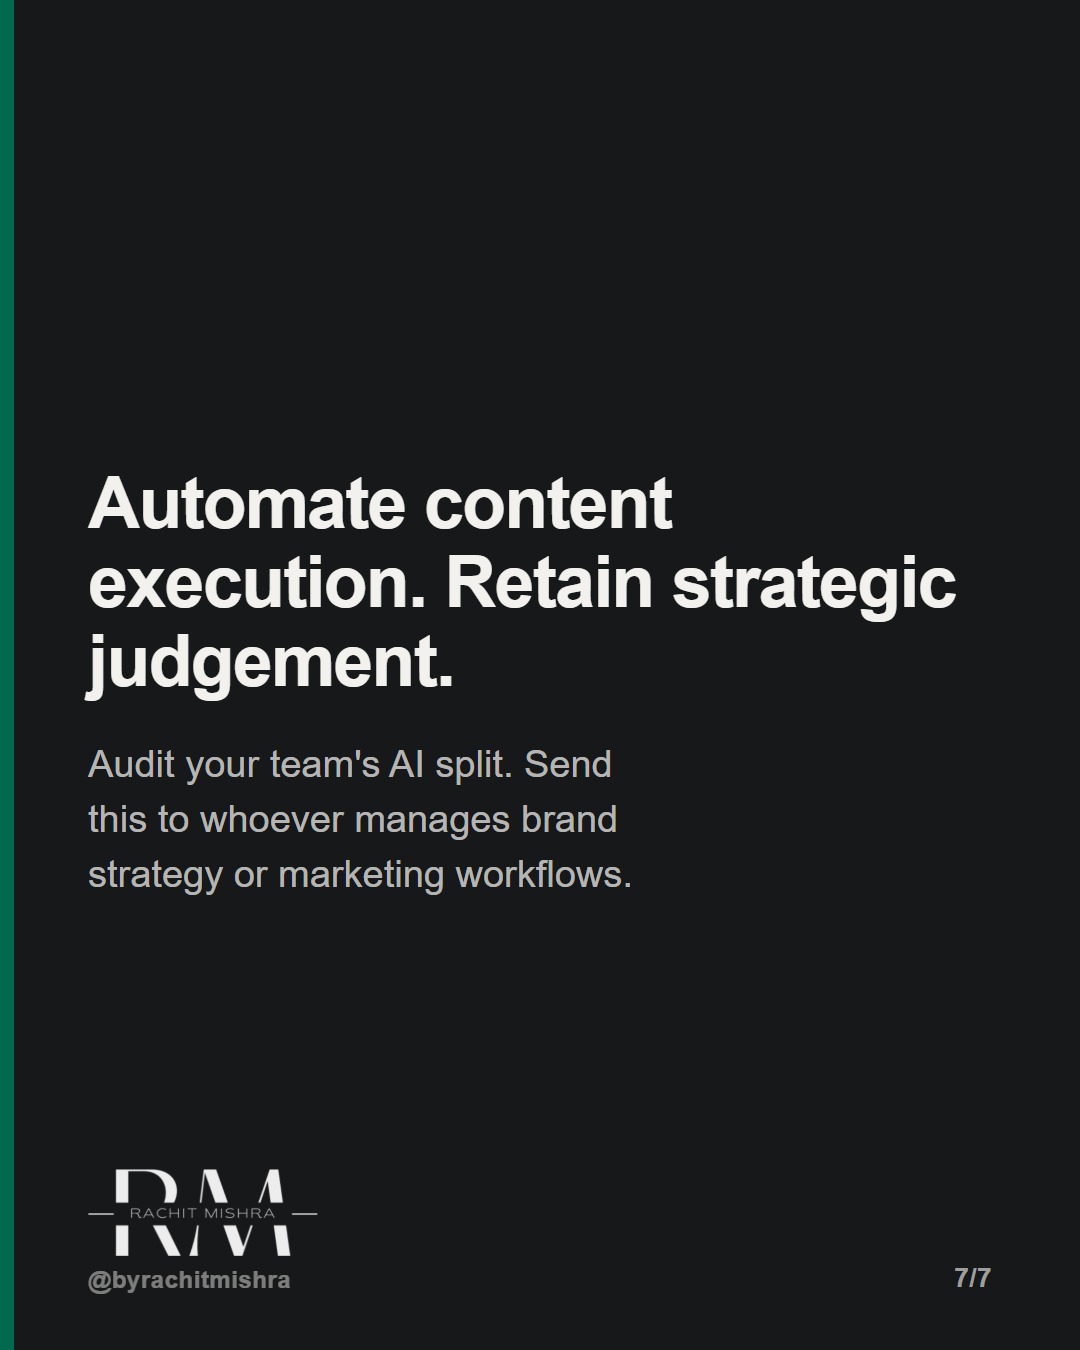 Automate content
execution. Retain strategic
judgement.
Audit your team's AI split. Send
this to whoever manages brand
strategy or marketing workflows.
RM
RACHIT MISHRA
@byrachitmishra
7/7